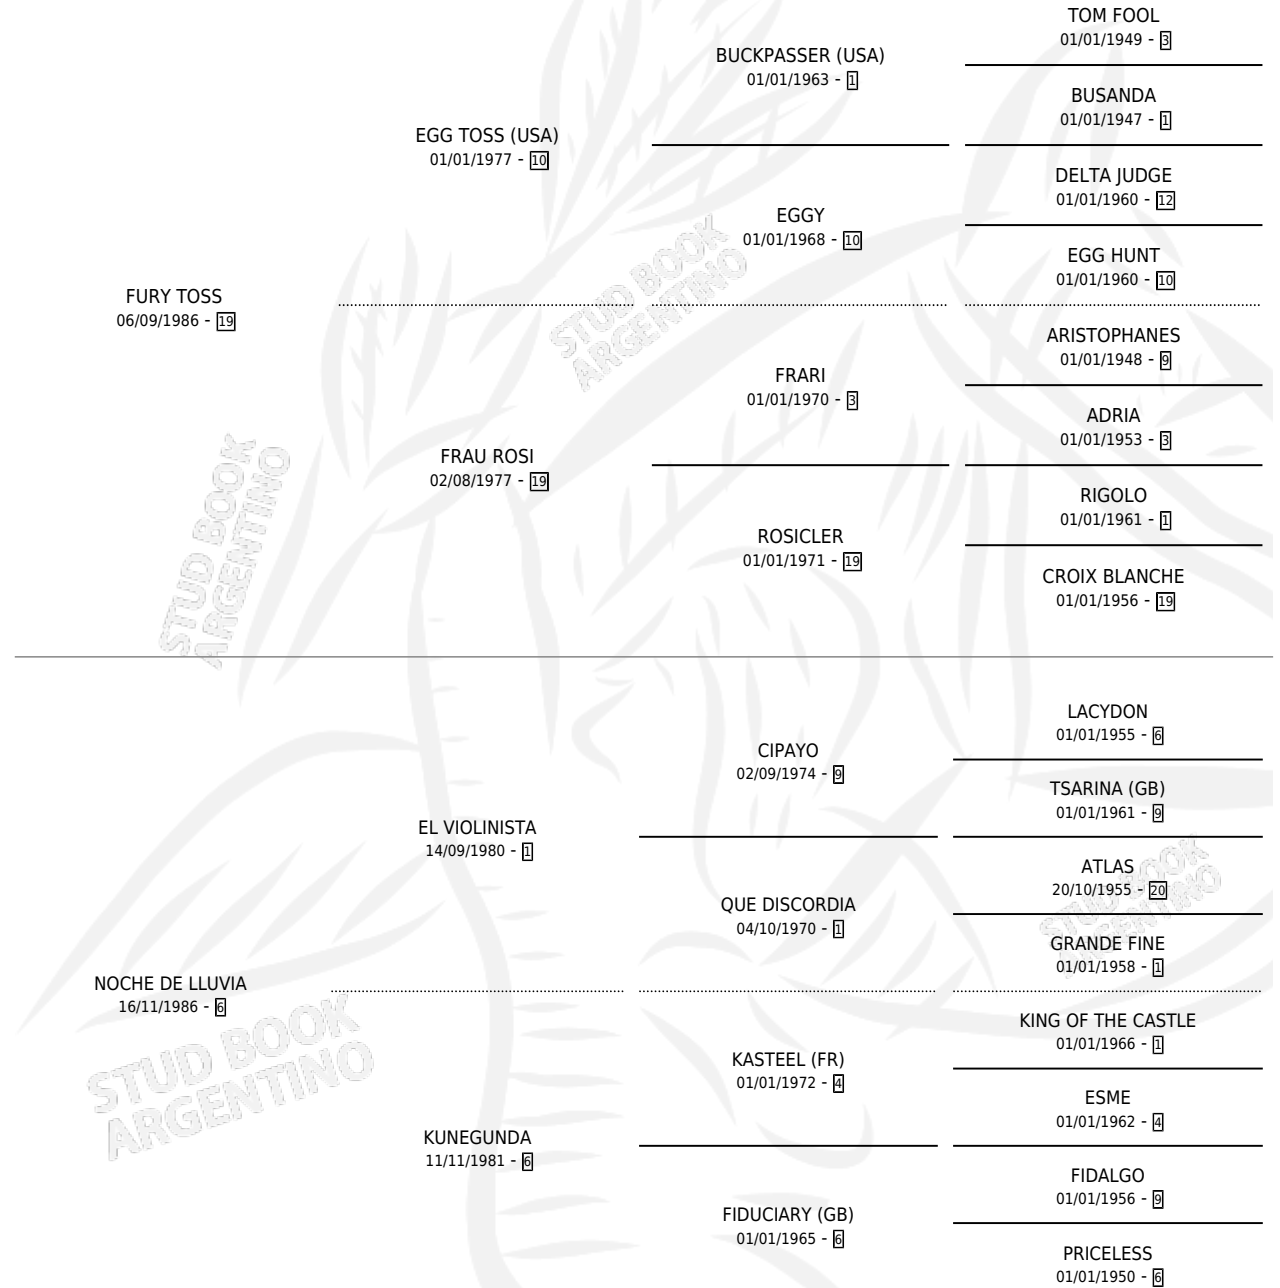 TOM FOOL
01/01/1949 - 3
BUCKPASSER (USA)
01/01/1963 - 1
BUSANDA
01/01/1947 - 1
EGG TOSS (USA)
01/01/1977 - 10
DELTA JUDGE
01/01/1960 - 12
EGGY
01/01/1968 - 10
EGG HUNT
01/01/1960 - 10
FURY TOSS
06/09/1986 - 19
STUD BOOK
ARGENTINO
ARISTOPHANES
01/01/1948 - 9
FRARI
01/01/1970 - 3
ADRIA
01/01/1953 - 3
FRAU ROSI
02/08/1977 - 19
RIGOLO
01/01/1961 - 1
ROSICLER
01/01/1971 - 19
CROIX BLANCHE
01/01/1956 - 19
STUD BOOK
ARGENTINO
LACYDON
01/01/1955 - 6
CIPAYO
02/09/1974 - 9
TSARINA (GB)
01/01/1961 - 9
EL VIOLINISTA
14/09/1980 - 1
ATLAS
20/10/1955 - 20
QUE DISCORDIA
04/10/1970 - 1
GRANDE FINE
01/01/1958 - 1
STUD BOOK
ARGENTINO
NOCHE DE LLUVIA
16/11/1986 - 6
KING OF THE CASTLE
01/01/1966 - 1
KASTEEL (FR)
01/01/1972 - 4
ESME
01/01/1962 - 4
STUD BOOK
ARGENTINO
KUNEGUNDA
11/11/1981 - 6
FIDALGO
01/01/1956 - 9
FIDUCIARY (GB)
01/01/1965 - 6
PRICELESS
01/01/1950 - 6